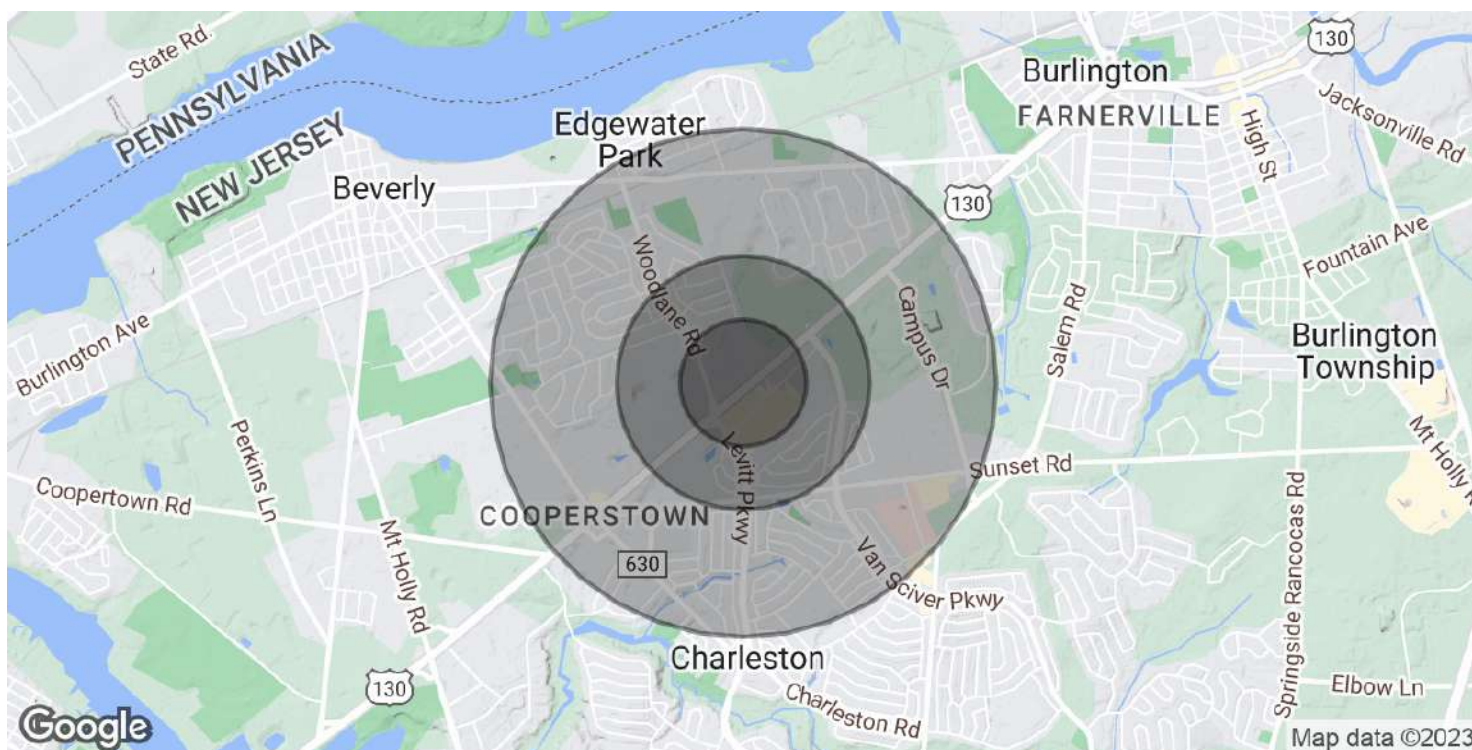 State Rd.
130
PENNSYLVANIA
Burlington
FARNERVILLE
Jacksonville Rd
High St
Edgewater
Park
NEW JERSEY
Beverly
130
Fountain Ave
Woodlane Rd
Salem Rd
Campus Dr
Burlington Ave
Burlington
Township
Perkins Ln
Levitt Pkwy
Sunset Rd
Mt Holly R
Coopertown Rd
COOPERSTOWN
Mt Holly Rd
630
Van Sciver Pkwy
Springside Rancocas Rd
Charleston
130
Charleston Rd
Elbow Ln
Google
Map data ©2023